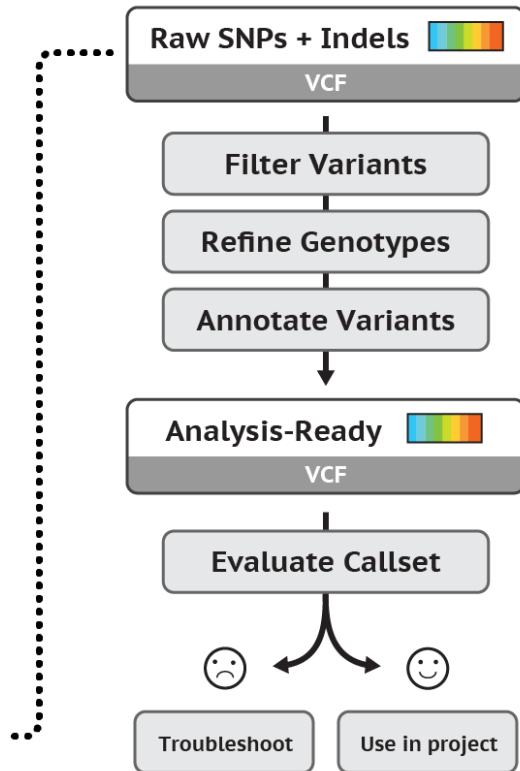 Raw SNPs + Indels
VCF
Filter Variants
Refine Genotypes
Annotate Variants
Analysis-Ready
VCF
Evaluate Callset
Troubleshoot
Use in project